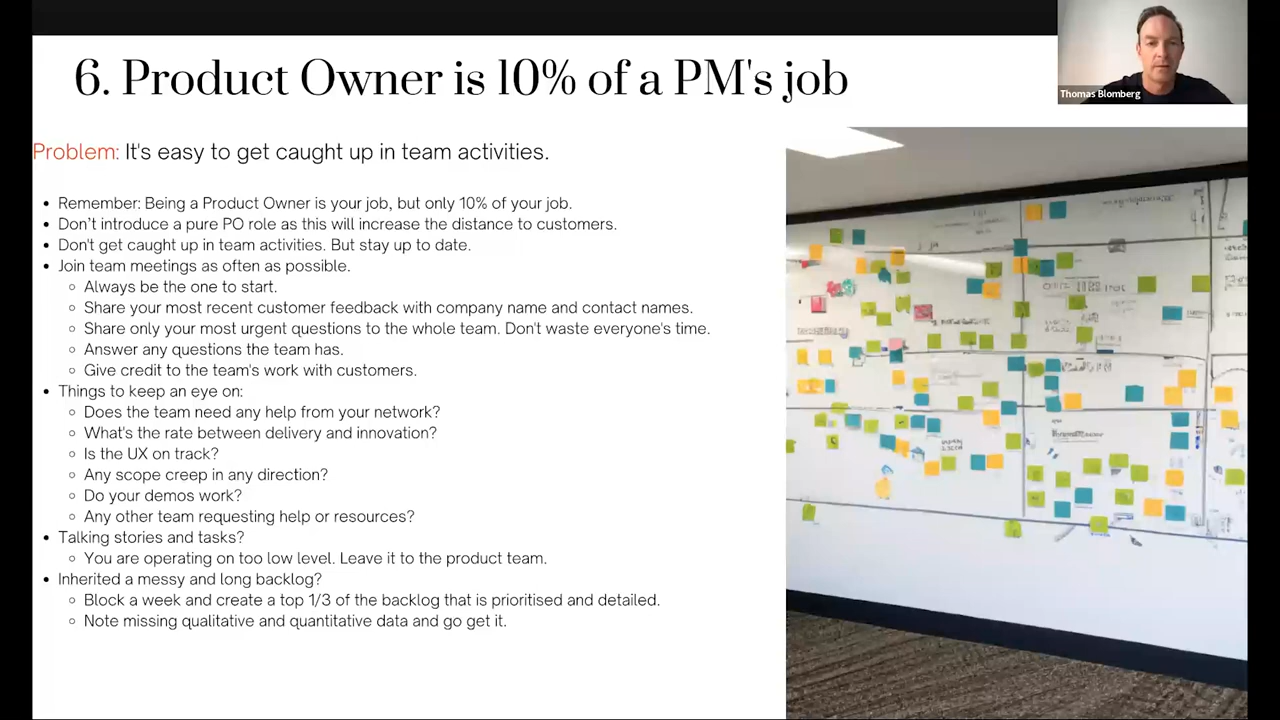 6. Product Owner is 10% of a PM's job
Thomas Blomberg
Problem: It's easy to get caught up in team activities.
• Remember: Being a Product Owner is your job, but only 10% of your job.
• Don’t introduce a pure PO role as this will increase the distance to customers.
• Don't get caught up in team activities. But stay up to date.
• Join team meetings as often as possible.
◦ Always be the one to start.
◦ Share your most recent customer feedback with company name and contact names.
◦ Share only your most urgent questions to the whole team. Don't waste everyone's time.
◦ Answer any questions the team has.
◦ Give credit to the team's work with customers.
• Things to keep an eye on:
◦ Does the team need any help from your network?
◦ What's the rate between delivery and innovation?
◦ Is the UX on track?
◦ Any scope creep in any direction?
◦ Do your demos work?
◦ Any other team requesting help or resources?
• Talking stories and tasks?
◦ You are operating on too low level. Leave it to the product team.
• Inherited a messy and long backlog?
◦ Block a week and create a top 1/3 of the backlog that is prioritised and detailed.
◦ Note missing qualitative and quantitative data and go get it.